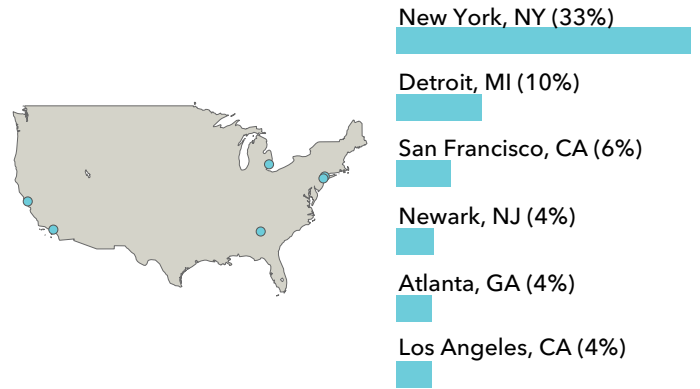 New York, NY (33%)
Detroit, MI (10%)
San Francisco, CA (6%)
Newark, NJ (4%)
Atlanta, GA (4%)
Los Angeles, CA (4%)